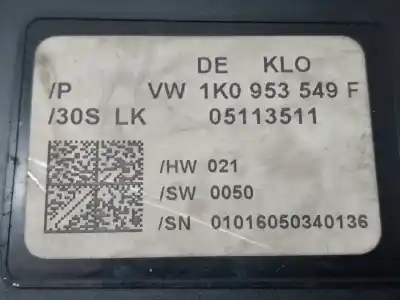 DE KLO
/P VW 1K0 953 549 F
/30S LK 05113511
/HW 021
/SW 0050
/SN 01016050340136